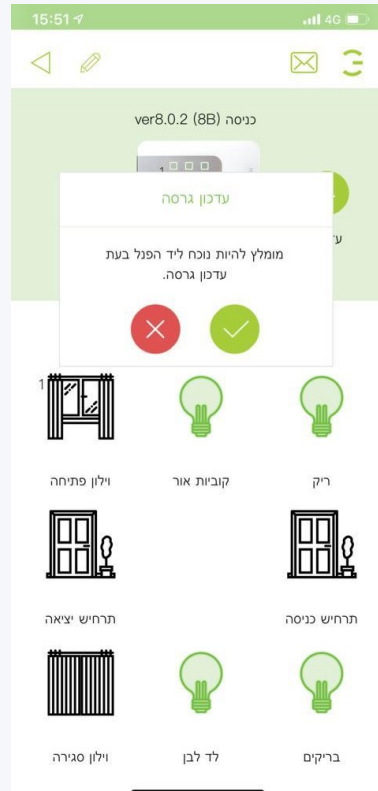 15:51
4G
כניסה ver8.0.2 (8B)
1
עדכון גרסה
מומלץ להיות נוכח ליד הפנל בעת
עדכון גרסה.
ריק
קוביות אור
1
וילון פתיחה
תרחיש כניסה
תרחיש יציאה
בריקים
לד לבן
וילון סגירה